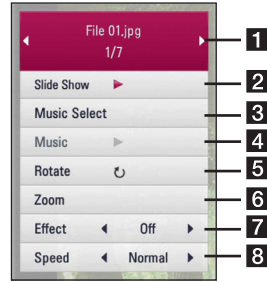 File 01.jpg
1/7
1
Slide Show
2
Music Select
3
Music
4
Rotate
5
Zoom
6
Effect Off
7
Speed Normal
8